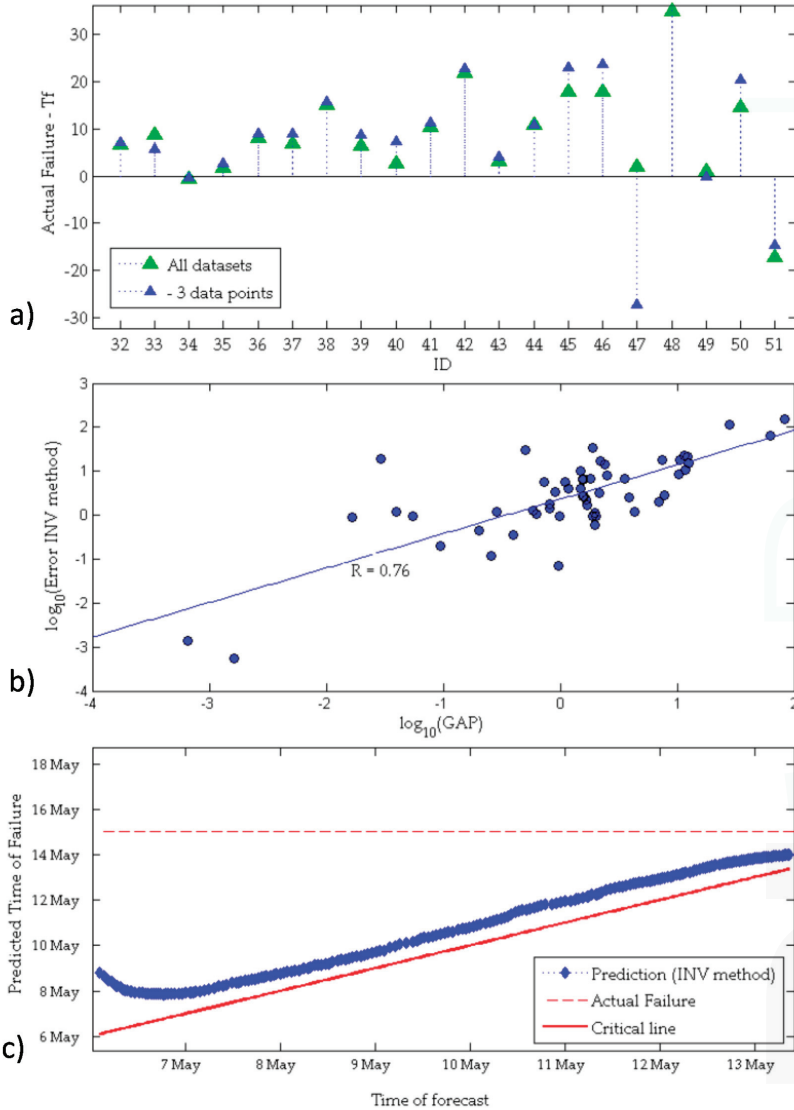 30
20
10
0
-10
-20
-30
Actual Failure - Tf
All datasets
- 3 data points
32 33 34 35 36 37 38 39 40 41 42 43 44 45 46 47 48 49 50 51
ID
a)
3
2
1
0
-1
-2
-3
-4
log10(Error INV method)
R = 0.76
-4 -3 -2 -1 0 1 2
log10(GAP)
b)
18 May
16 May
14 May
12 May
10 May
8 May
6 May
Predicted Time of Failure
Prediction (INV method)
Actual Failure
Critical line
c)
7 May 8 May 9 May 10 May 11 May 12 May 13 May
Time of forecast